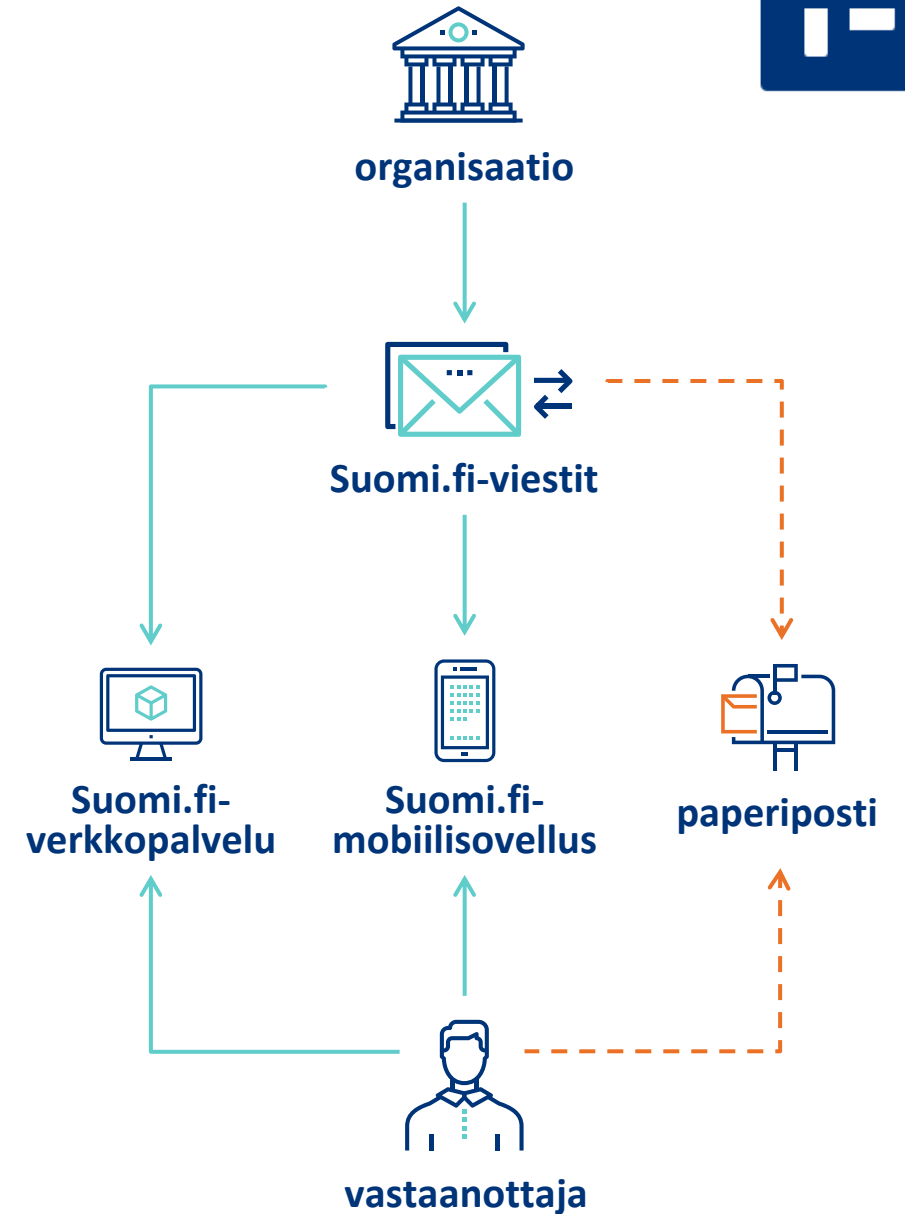 organisaatio
Suomi.fi-viestit
Suomi.fi-
verkkopalvelu
Suomi.fi-
mobiilisovellus
paperiposti
vastaanottaja